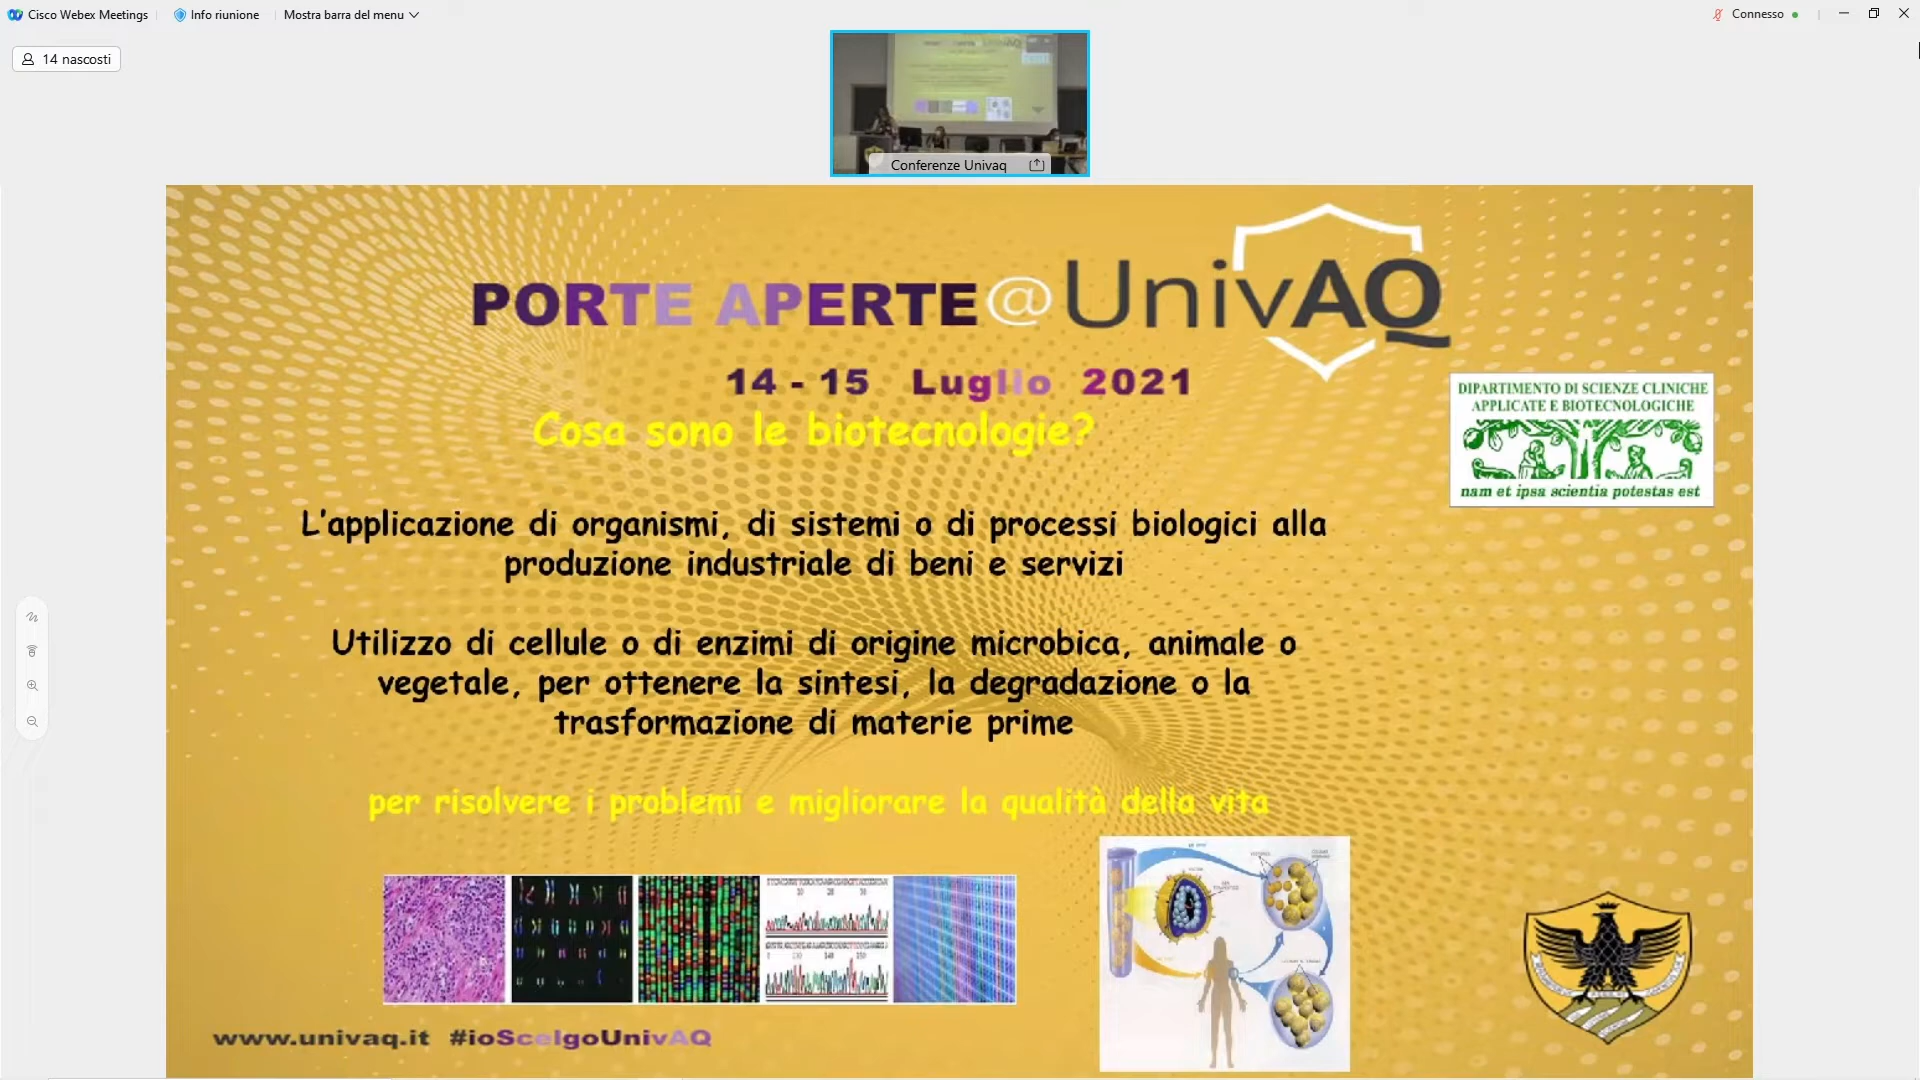 Cisco Webex Meetings
Info riunione
Mostra barra del menu
Connesso
14 nascosti
Conferenze Univaq
PORTE APERTE@UnivAQ
14 - 15 Luglio 2021
Cosa sono le biotecnologie?
DIPARTIMENTO DI SCIENZE CLINICHE
APPLICATE E BIOTECNOLOGICHE
nam et ipsa scientia potestas est
L'applicazione di organismi, di sistemi o di processi biologici alla
produzione industriale di beni e servizi
Utilizzo di cellule o di enzimi di origine microbica, animale o
vegetale, per ottenere la sintesi, la degradazione o la
trasformazione di materie prime
per risolvere i problemi e migliorare la qualità della vita
www.univaq.it #ioScelgoUnivAQ